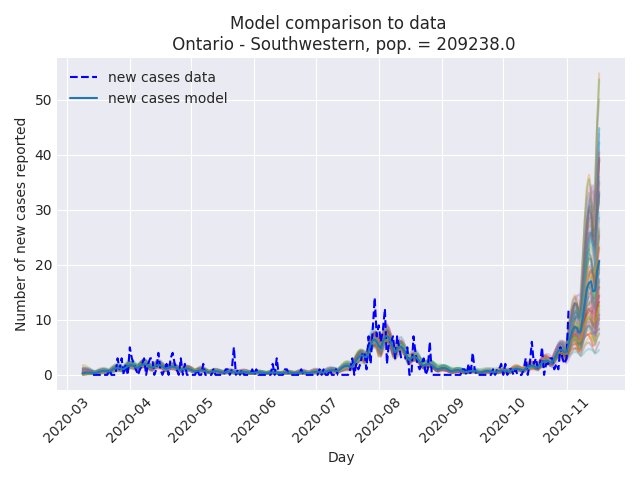 Model comparison to data
Ontario - Southwestern, pop. = 209238.0
new cases data
new cases model
Number of new cases reported
50
40
30
20
10
0
2020-03
2020-04
2020-05
2020-06
2020-07
2020-08
2020-09
2020-10
2020-11
Day